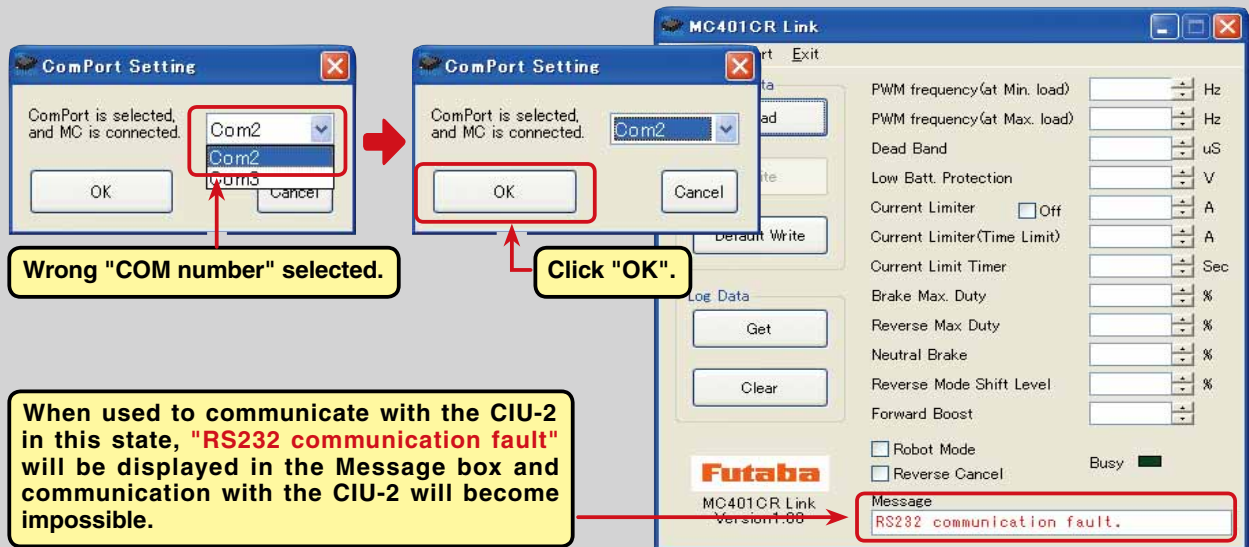 ComPort Setting
ComPort is selected,
and MC is connected.
Com2
Com2
Com3
OK
Cancel
Wrong "COM number" selected.
ComPort Setting
ComPort is selected,
and MC is connected.
Com2
OK
Cancel
Click "OK".
MC401CR Link
Exit
Default Write
Log Data
Get
Clear
PWM frequency(at Min. load)
Hz
PWM frequency(at Max. load)
Hz
Dead Band
uS
Low Batt. Protection
V
Current Limiter
Off
A
Current Limiter(Time Limit)
A
Current Limit Timer
Sec
Brake Max. Duty
%
Reverse Max Duty
%
Neutral Brake
%
Reverse Mode Shift Level
%
Forward Boost
Robot Mode
Reverse Cancel
Busy
Futaba
MC401CR Link
Message
RS232 communication fault.
When used to communicate with the CIU-2
in this state, "RS232 communication fault"
will be displayed in the Message box and
communication with the CIU-2 will become
impossible.